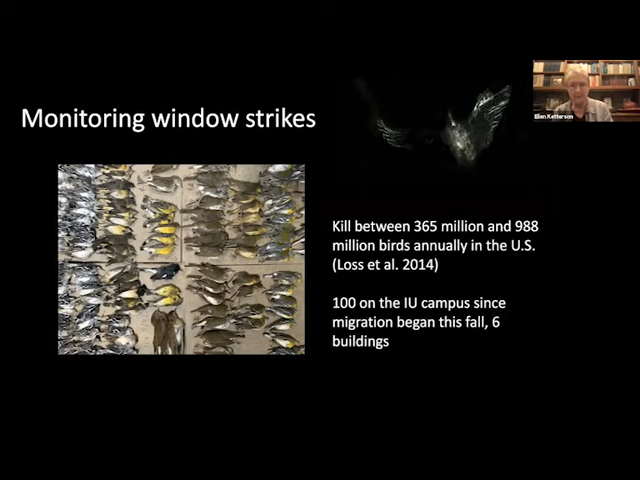 Ellen Ketterson
Monitoring window strikes
Kill between 365 million and 988
million birds annually in the U.S.
(Loss et al. 2014)
100 on the IU campus since
migration began this fall, 6
buildings